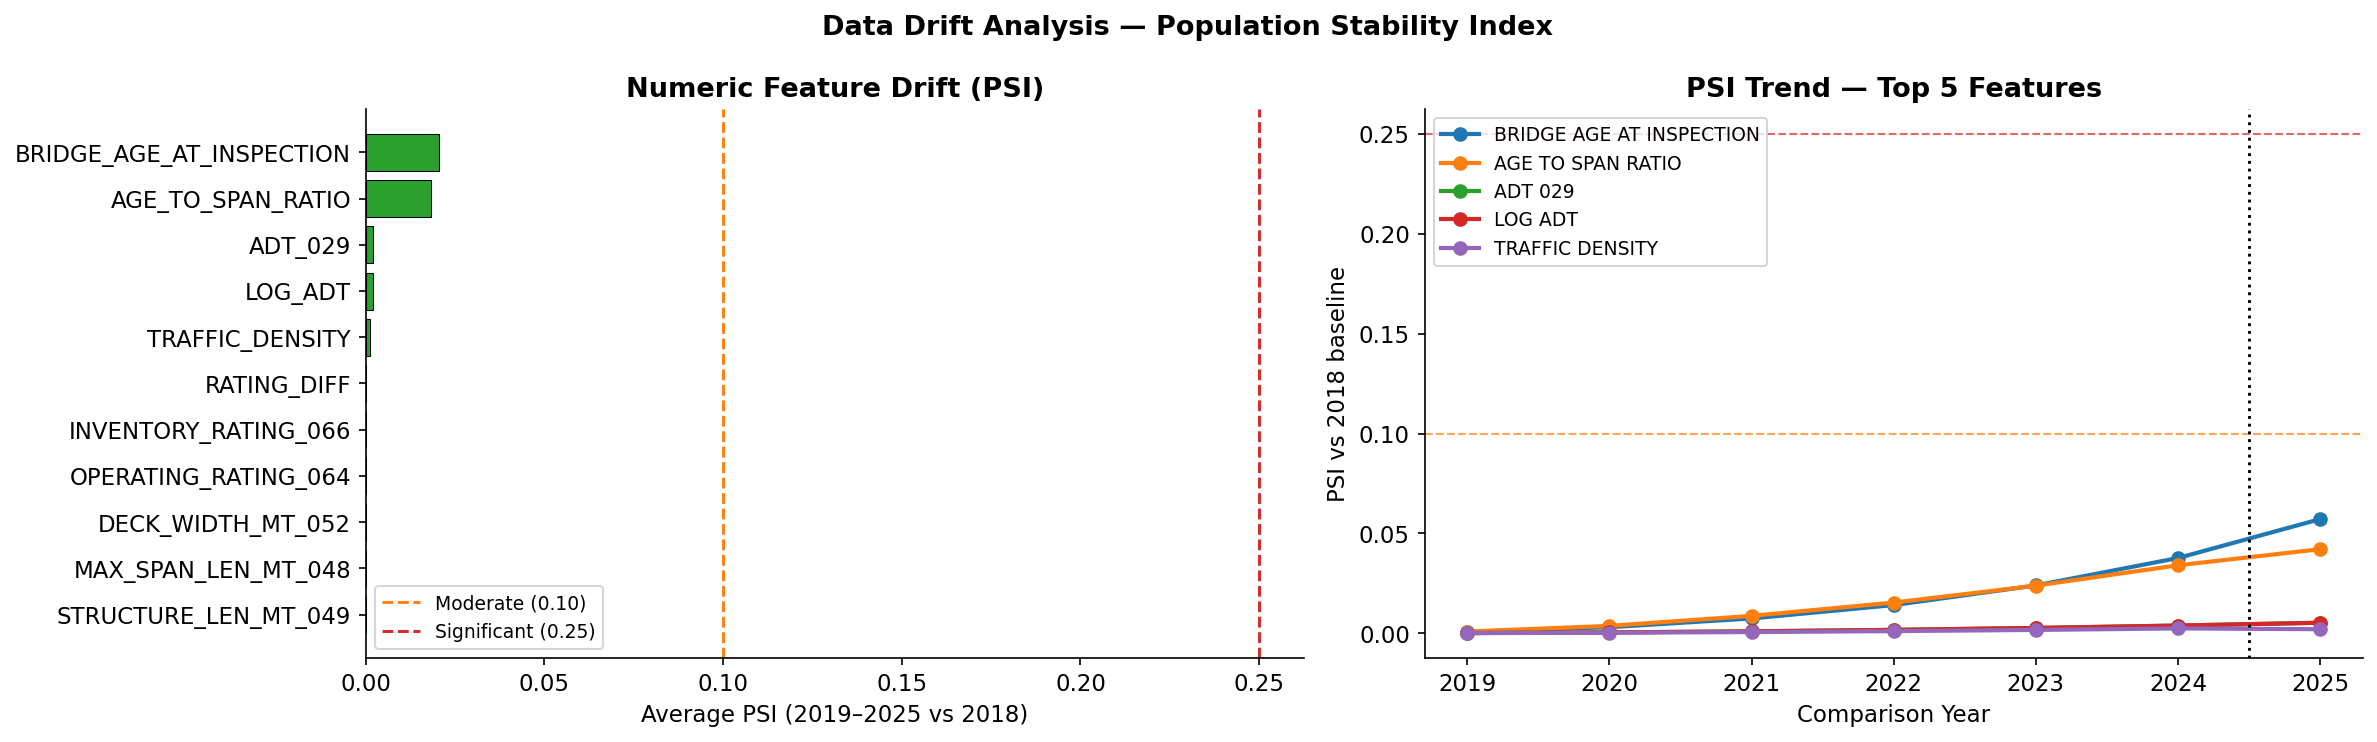 Data Drift Analysis — Population Stability Index
Numeric Feature Drift (PSI)
BRIDGE_AGE_AT_INSPECTION
AGE_TO_SPAN_RATIO
ADT_029
LOG_ADT
TRAFFIC_DENSITY
RATING_DIFF
INVENTORY_RATING_066
OPERATING_RATING_064
DECK_WIDTH_MT_052
MAX_SPAN_LEN_MT_048
STRUCTURE_LEN_MT_049
Moderate (0.10)
Significant (0.25)
0.00 0.05 0.10 0.15 0.20 0.25
Average PSI (2019–2025 vs 2018)
PSI Trend — Top 5 Features
PSI vs 2018 baseline
0.25
0.20
0.15
0.10
0.05
0.00
BRIDGE AGE AT INSPECTION
AGE TO SPAN RATIO
ADT 029
LOG ADT
TRAFFIC DENSITY
2019 2020 2021 2022 2023 2024 2025
Comparison Year